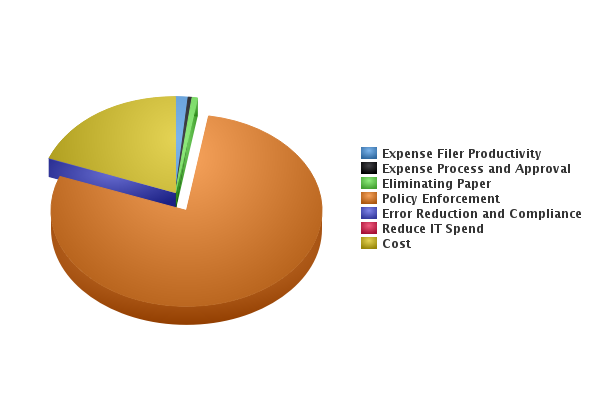 Expense Filer Productivity
Expense Process and Approval
Eliminating Paper
Policy Enforcement
Error Reduction and Compliance
Reduce IT Spend
Cost